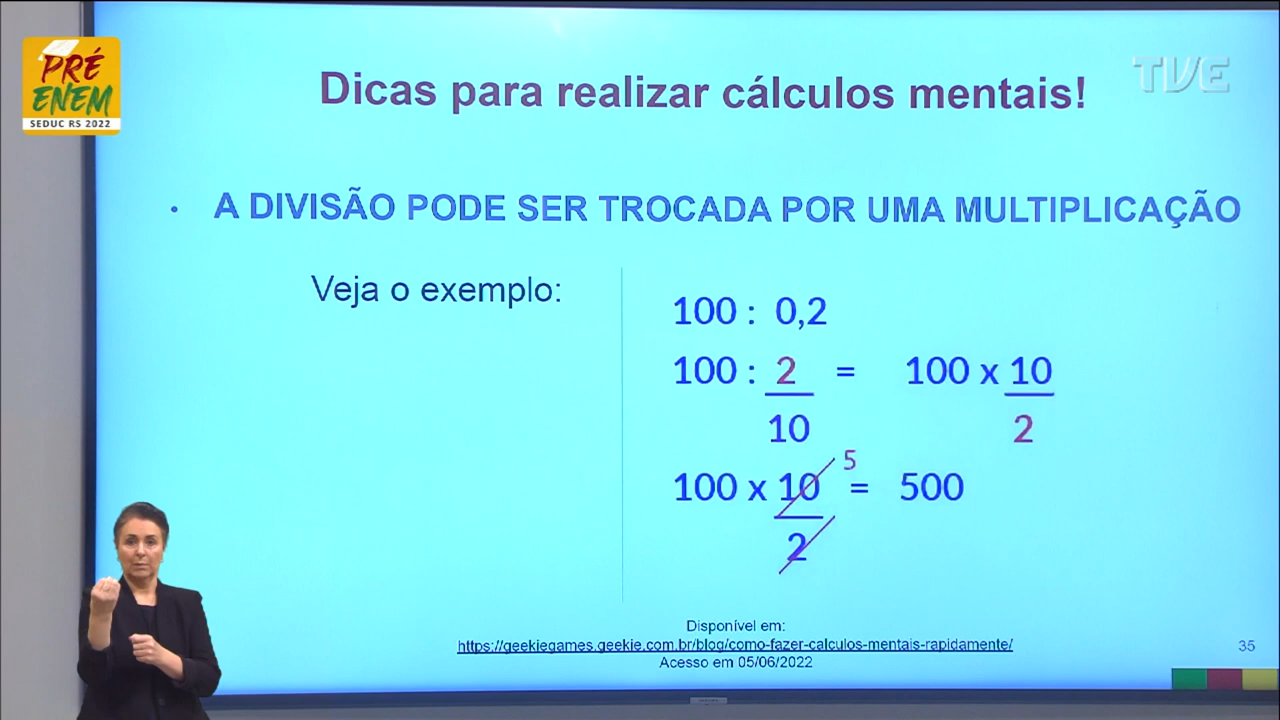 PRÉ
ENEM
SEDUC RS 2022
TVE
Dicas para realizar cálculos mentais!
• A DIVISÃO PODE SER TROCADA POR UMA MULTIPLICAÇÃO
Veja o exemplo:
100 : 0,2
100 : 2 = 100 x 10
10 2
5
100 x 10 = 500
2
Disponível em:
https://geekiegames.geekie.com.br/blog/como-fazer-calculos-mentais-rapidamente/
Acesso em 05/06/2022
35